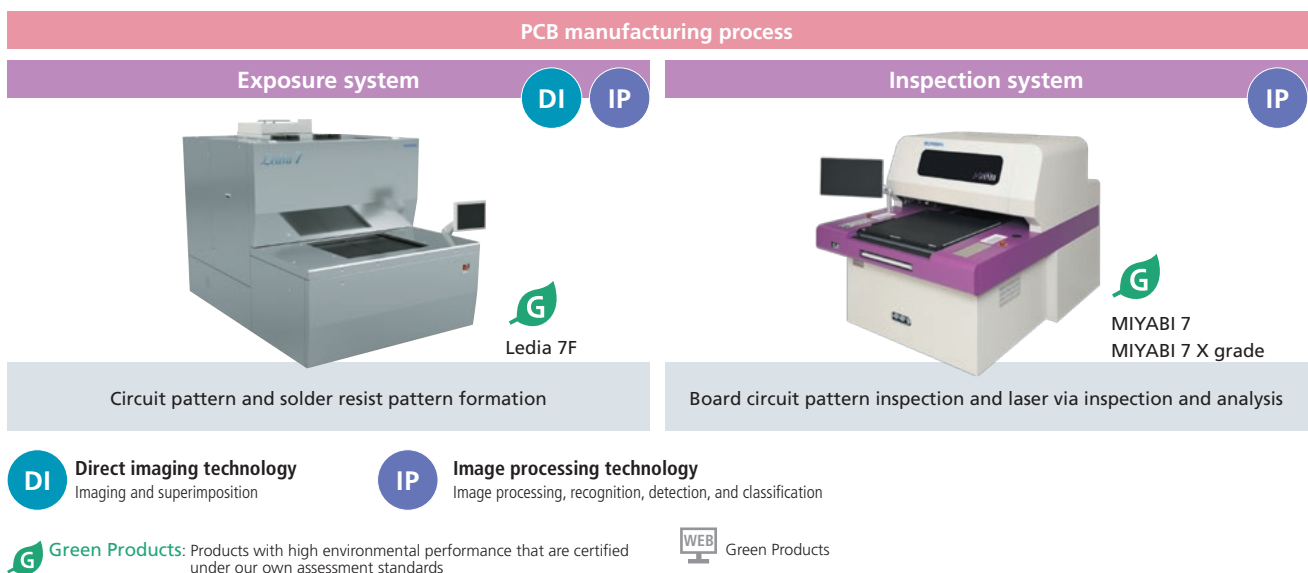 PCB manufacturing process
Exposure system
DI
IP
Inspection system
IP
Ledia 7
G
Ledia 7F
G
MIYABI 7
MIYABI 7 X grade
Circuit pattern and solder resist pattern formation
Board circuit pattern inspection and laser via inspection and analysis
DI
Direct imaging technology
Imaging and superimposition
IP
Image processing technology
Image processing, recognition, detection, and classification
G
Green Products: Products with high environmental performance that are certified
under our own assessment standards
WEB
Green Products